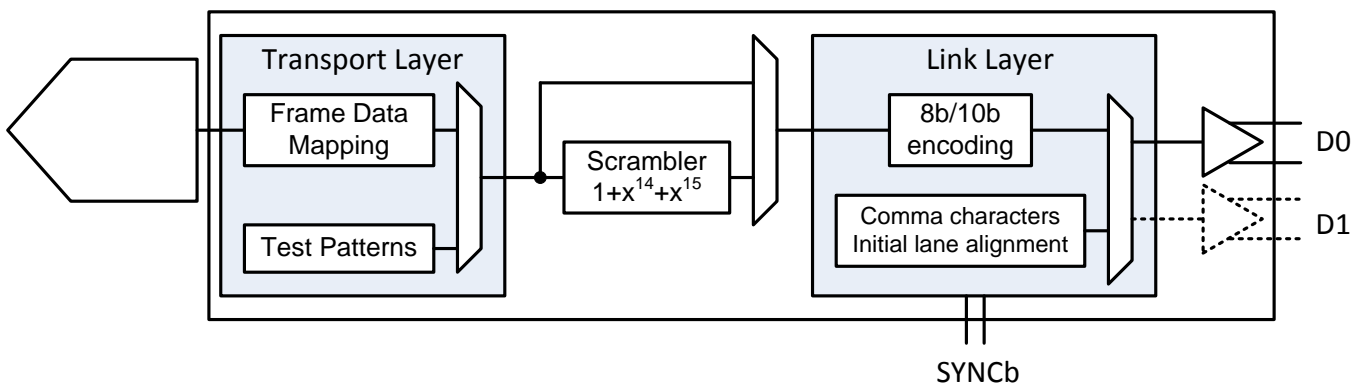 Transport Layer
Frame Data
Mapping
Test Patterns
Scrambler
1+x¹⁴+x¹⁵
Link Layer
8b/10b
encoding
Comma characters
Initial lane alignment
D0
D1
SYNCb